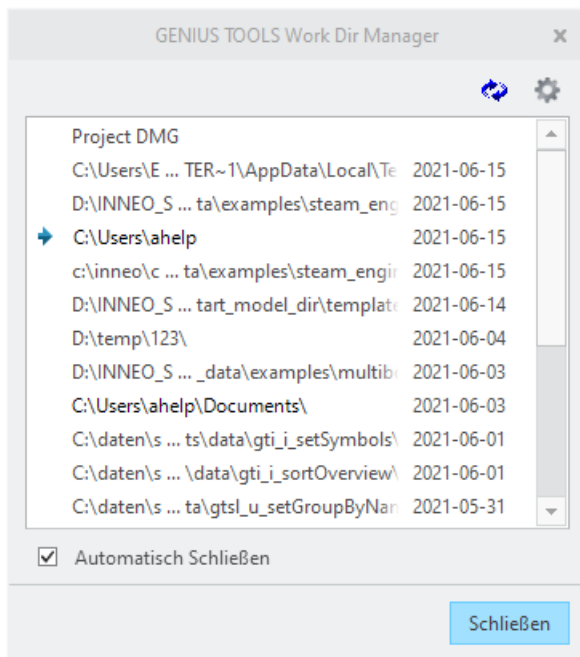 GENIUS TOOLS Work Dir Manager
Project DMG
C:\Users\E ... TER~1\AppData\Local\Te 2021-06-15
D:\INNEO_S ... ta\examples\steam_eng 2021-06-15
C:\Users\ahelp 2021-06-15
c:\inneo\c ... ta\examples\steam_engir 2021-06-15
D:\INNEO_S ... tart_model_dir\template 2021-06-14
D:\temp\123\ 2021-06-04
D:\INNEO_S ... _data\examples\multib 2021-06-03
C:\Users\ahelp\Documents\ 2021-06-03
C:\daten\s ... ts\data\gti_i_setSymbols\ 2021-06-01
C:\daten\s ... \data\gti_i_sortOverview\ 2021-06-01
C:\daten\s ... ta\gtsl_u_setGroupByNar 2021-05-31
Automatisch Schließen
Schließen